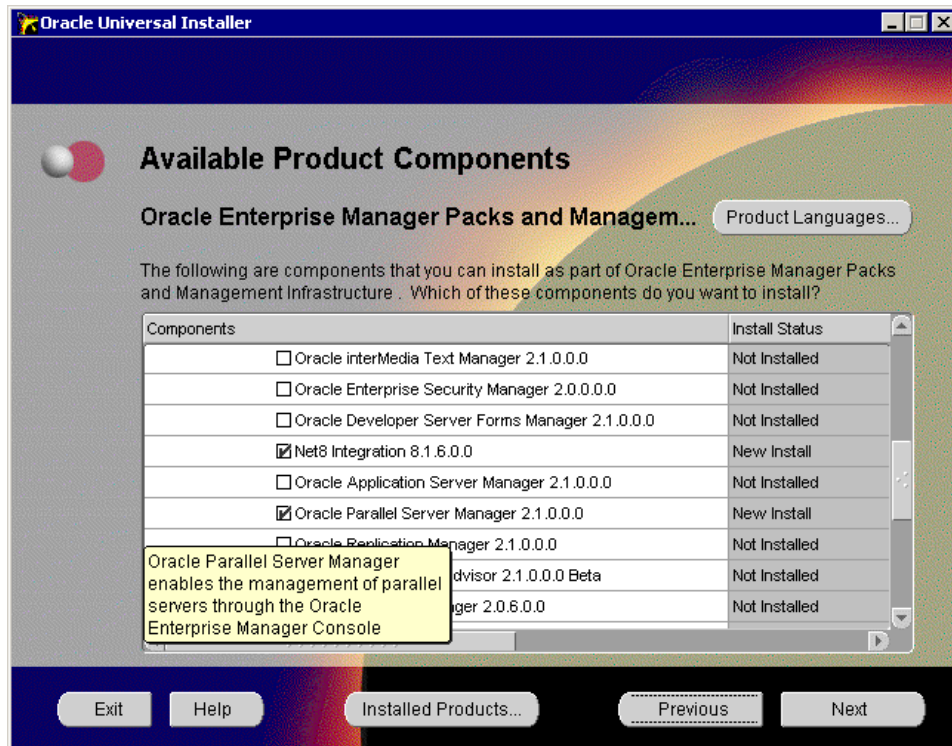 Oracle Universal Installer
Available Product Components
Oracle Enterprise Manager Packs and Managem...
Product Languages...
The following are components that you can install as part of Oracle Enterprise Manager Packs
and Management Infrastructure . Which of these components do you want to install?
Components Install Status
Oracle interMedia Text Manager 2.1.0.0.0 Not Installed
Oracle Enterprise Security Manager 2.0.0.0.0 Not Installed
Oracle Developer Server Forms Manager 2.1.0.0.0 Not Installed
Net8 Integration 8.1.6.0.0 New Install
Oracle Application Server Manager 2.1.0.0.0 Not Installed
Oracle Parallel Server Manager 2.1.0.0.0 New Install
Oracle Replication Manager 2.1.0.0.0 Not Installed
dvisor 2.1.0.0.0 Beta Not Installed
ger 2.0.6.0.0 Not Installed
Oracle Parallel Server Manager
enables the management of parallel
servers through the Oracle
Enterprise Manager Console
Exit Help Installed Products... Previous Next